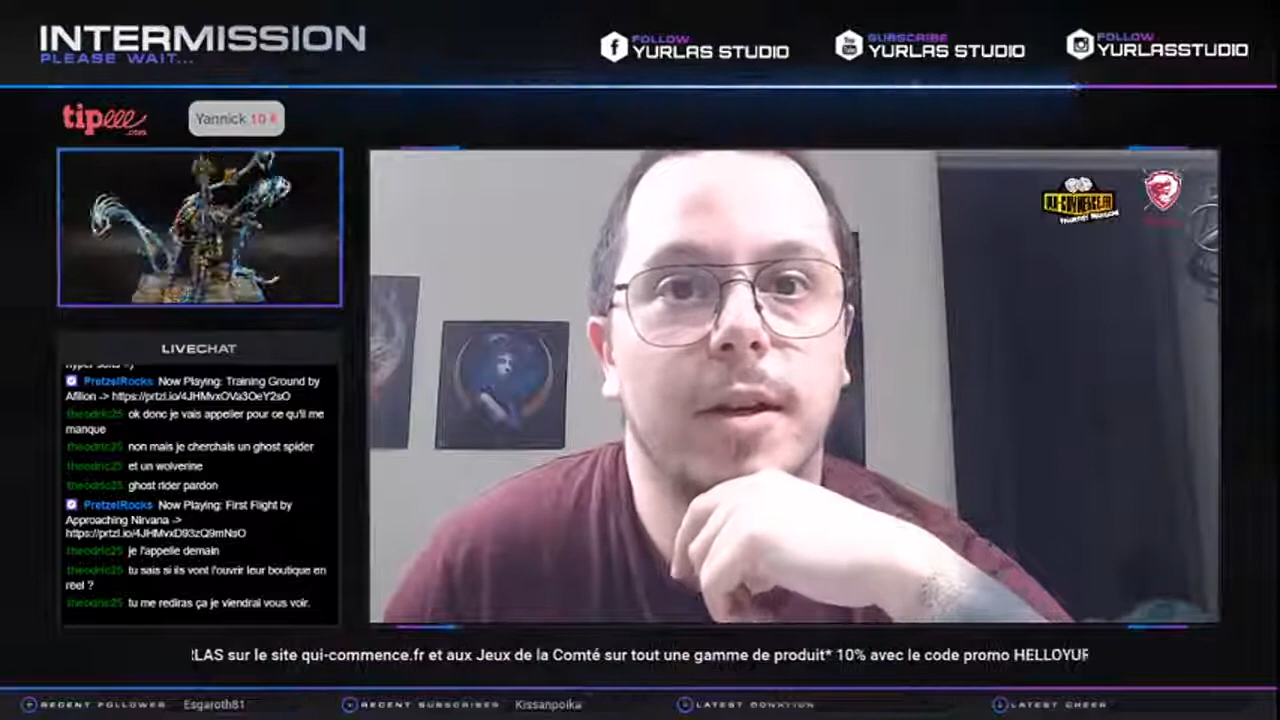 INTERMISSION
PLEASE WAIT...
FOLLOW
YURLAS STUDIO
SUBSCRIBE
YURLAS STUDIO
FOLLOW
YURLASSTUDIO
tipeee
.com
Yannick 10 €
QUI-COMMENCE.FR
LIVECHAT
PretzelRocks Now Playing: Training Ground by
Afilion -> https://prtzl.io/4JHMvxOVa3OeY2sO
theodric25 ok donc je vais appeller pour ce qu'il me
manque
theodric25 non mais je cherchais un ghost spider
theodric25 et un wolverine
theodric25 ghost rider pardon
PretzelRocks Now Playing: First Flight by
Approaching Nirvana ->
https://prtzl.io/4JHMvxD93zQ9mNsO
theodric25 je l'appelle demain
theodric25 tu sais si ils vont l'ouvrir leur boutique en
reel ?
theodric25 tu me rediras ça je viendrai vous voir.
RLAS sur le site qui-commence.fr et aux Jeux de la Comté sur tout une gamme de produit* 10% avec le code promo HELLOYUR
RECENT FOLLOWER Esgaroth81
RECENT SUBSCRIBER Kissanpoika
LATEST DONATION
LATEST CHEER